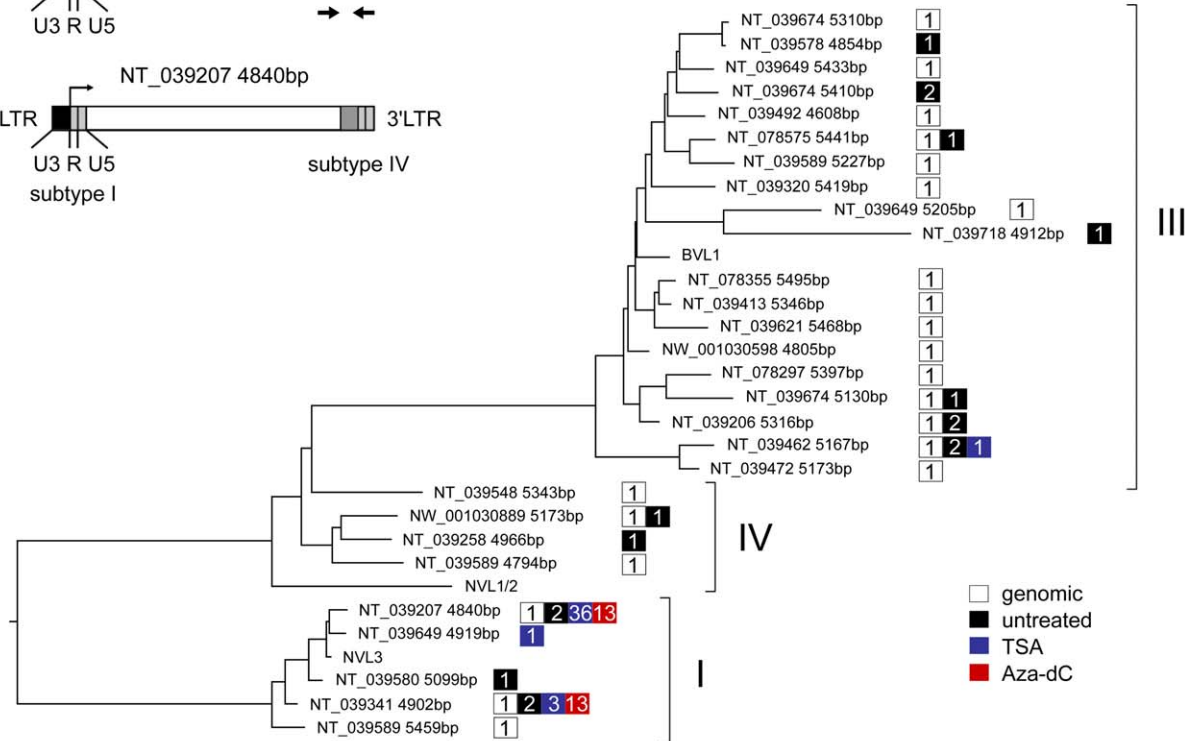 U3 R U5
NT_039207 4840bp
LTR 3'LTR
U3 R U5
subtype IV
subtype I
NT_039674 5310bp 1
NT_039578 4854bp 1
NT_039649 5433bp 1
NT_039674 5410bp 2
NT_039492 4608bp 1
NT_078575 5441bp 1 1
NT_039589 5227bp 1
NT_039320 5419bp 1
NT_039649 5205bp 1
NT_039718 4912bp 1
III
BVL1
NT_078355 5495bp 1
NT_039413 5346bp 1
NT_039621 5468bp 1
NW_001030598 4805bp 1
NT_078297 5397bp 1
NT_039674 5130bp 1 1
NT_039206 5316bp 1 2
NT_039462 5167bp 1 2 1
NT_039472 5173bp 1
NT_039548 5343bp 1
NW_001030889 5173bp 1 1
NT_039258 4966bp 1
NT_039589 4794bp 1
IV
NVL1/2
NT_039207 4840bp 1 2 36 13
NT_039649 4919bp 1
NVL3
NT_039580 5099bp 1
NT_039341 4902bp 1 2 3 13
NT_039589 5459bp 1
I
genomic
untreated
TSA
Aza-dC